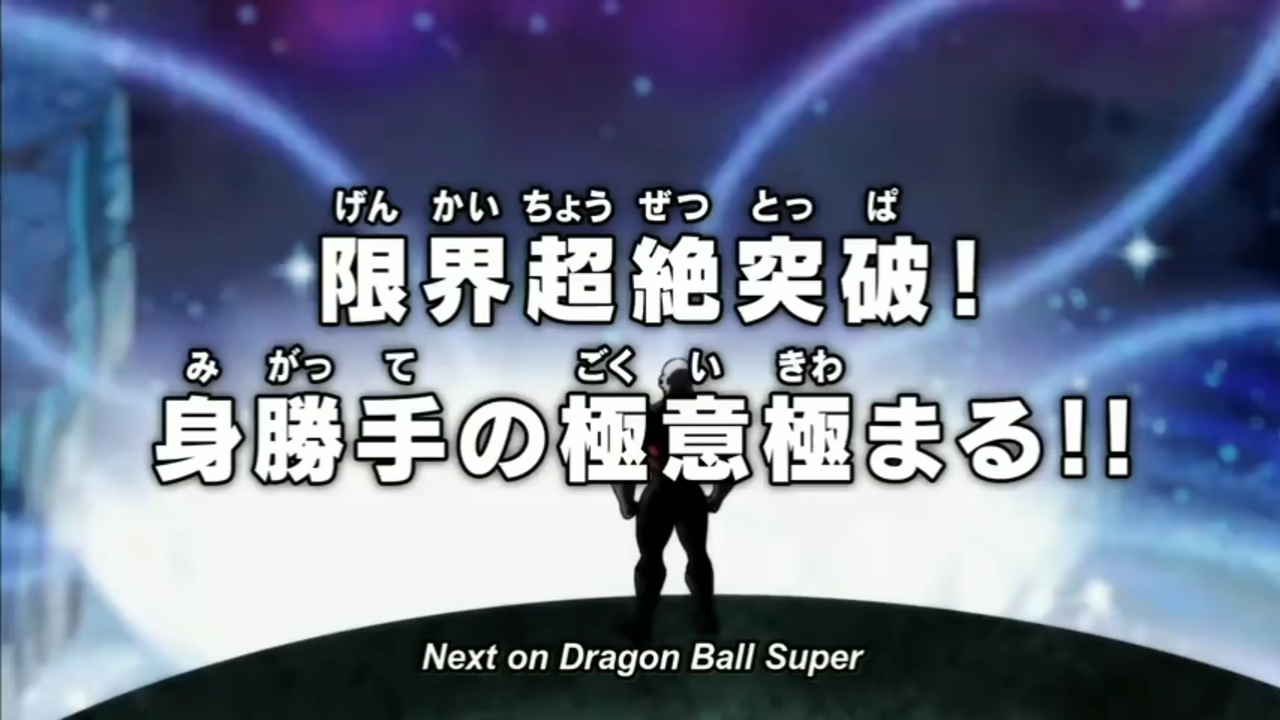 げん かい ちょう ぜつ とっ ぱ
限界超絶突破!
み がっ て ごく い きわ
身勝手の極意極まる!!
Next on Dragon Ball Super